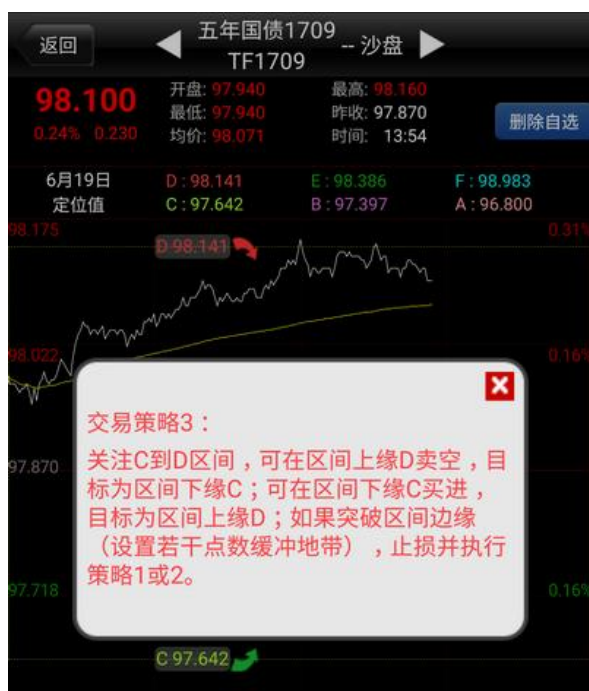 返回
五年国债1709
TF1709
-- 沙盘
98.100
0.24% 0.230
开盘: 97.940
最高: 98.160
最低: 97.940
昨收: 97.870
均价: 98.071
时间: 13:54
删除自选
6月19日
定位值
D : 98.141
E : 98.386
F : 98.983
C : 97.642
B : 97.397
A : 96.800
98.175
0.31%
D 98.141
98.022
0.16%
交易策略3：
关注C到D区间，可在区间上缘D卖空，目
标为区间下缘C；可在区间下缘C买进，
目标为区间上缘D；如果突破区间边缘
（设置若干点数缓冲地带），止损并执行
策略1或2。
97.870
97.718
0.16%
C 97.642